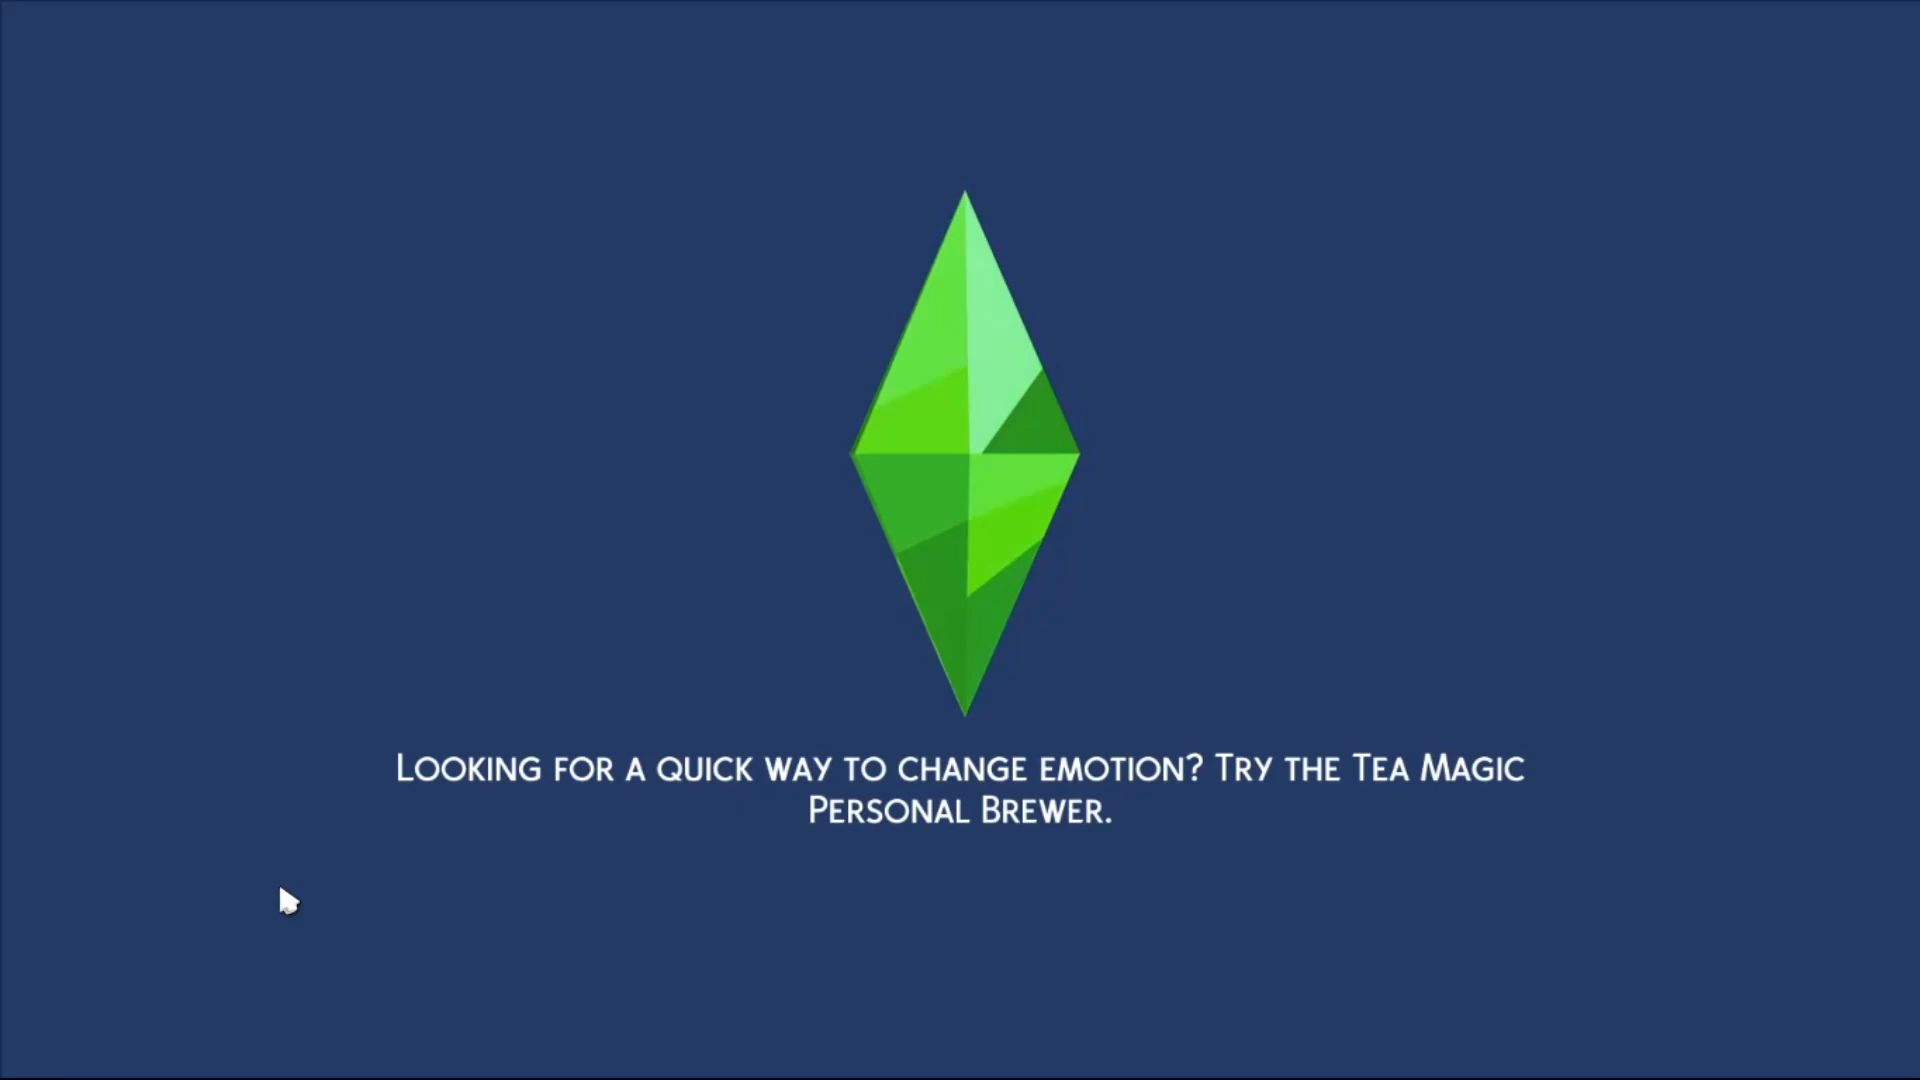 Looking for a quick way to change emotion? Try the Tea Magic
Personal Brewer.